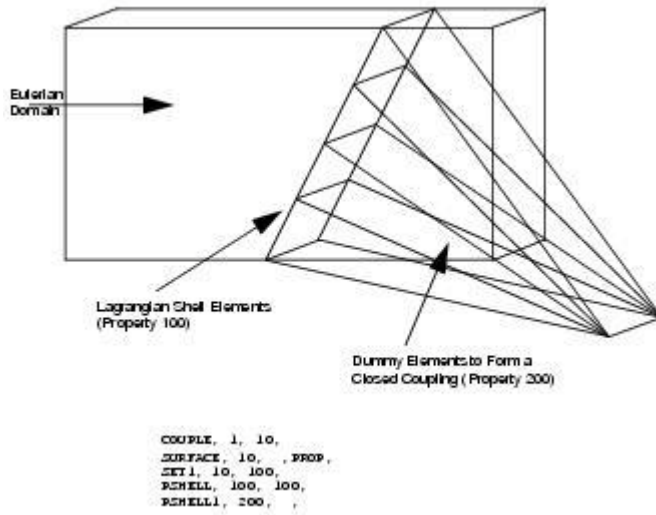 Eulerian
Domain
Lagrangian Shell Elements
(Property 100)
Dummy Elements to Form a
Closed Coupling (Property 200)
COUPLE, 1, 10,
SURFACE, 10, , PROP,
SET1, 10, 100,
PSHELL, 100, 100,
PSHELL1, 200, ,